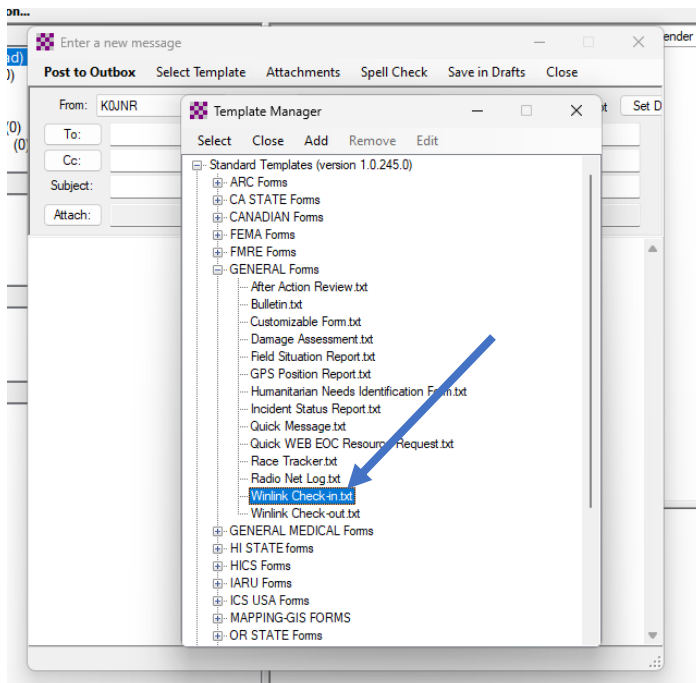 on...
ender
Enter a new message
ad)
Post to Outbox Select Template Attachments Spell Check Save in Drafts Close
From: K0JNR
Set D
(0)
(0)
To:
Cc:
Subject:
Attach:
Template Manager
Select Close Add Remove Edit
Standard Templates (version 1.0.245.0)
ARC Forms
CA STATE Forms
CANADIAN Forms
FEMA Forms
FMRE Forms
GENERAL Forms
After Action Review.txt
Bulletin.txt
Customizable Form.txt
Damage Assessment.txt
Field Situation Report.txt
GPS Position Report.txt
Humanitarian Needs Identification Form.txt
Incident Status Report.txt
Quick Message.txt
Quick WEB EOC Resource Request.txt
Race Tracker.txt
Radio Net Log.txt
Winlink Check-in.txt
Winlink Check-out.txt
GENERAL MEDICAL Forms
HI STATE forms
HICS Forms
IARU Forms
ICS USA Forms
MAPPING-GIS FORMS
OR STATE Forms